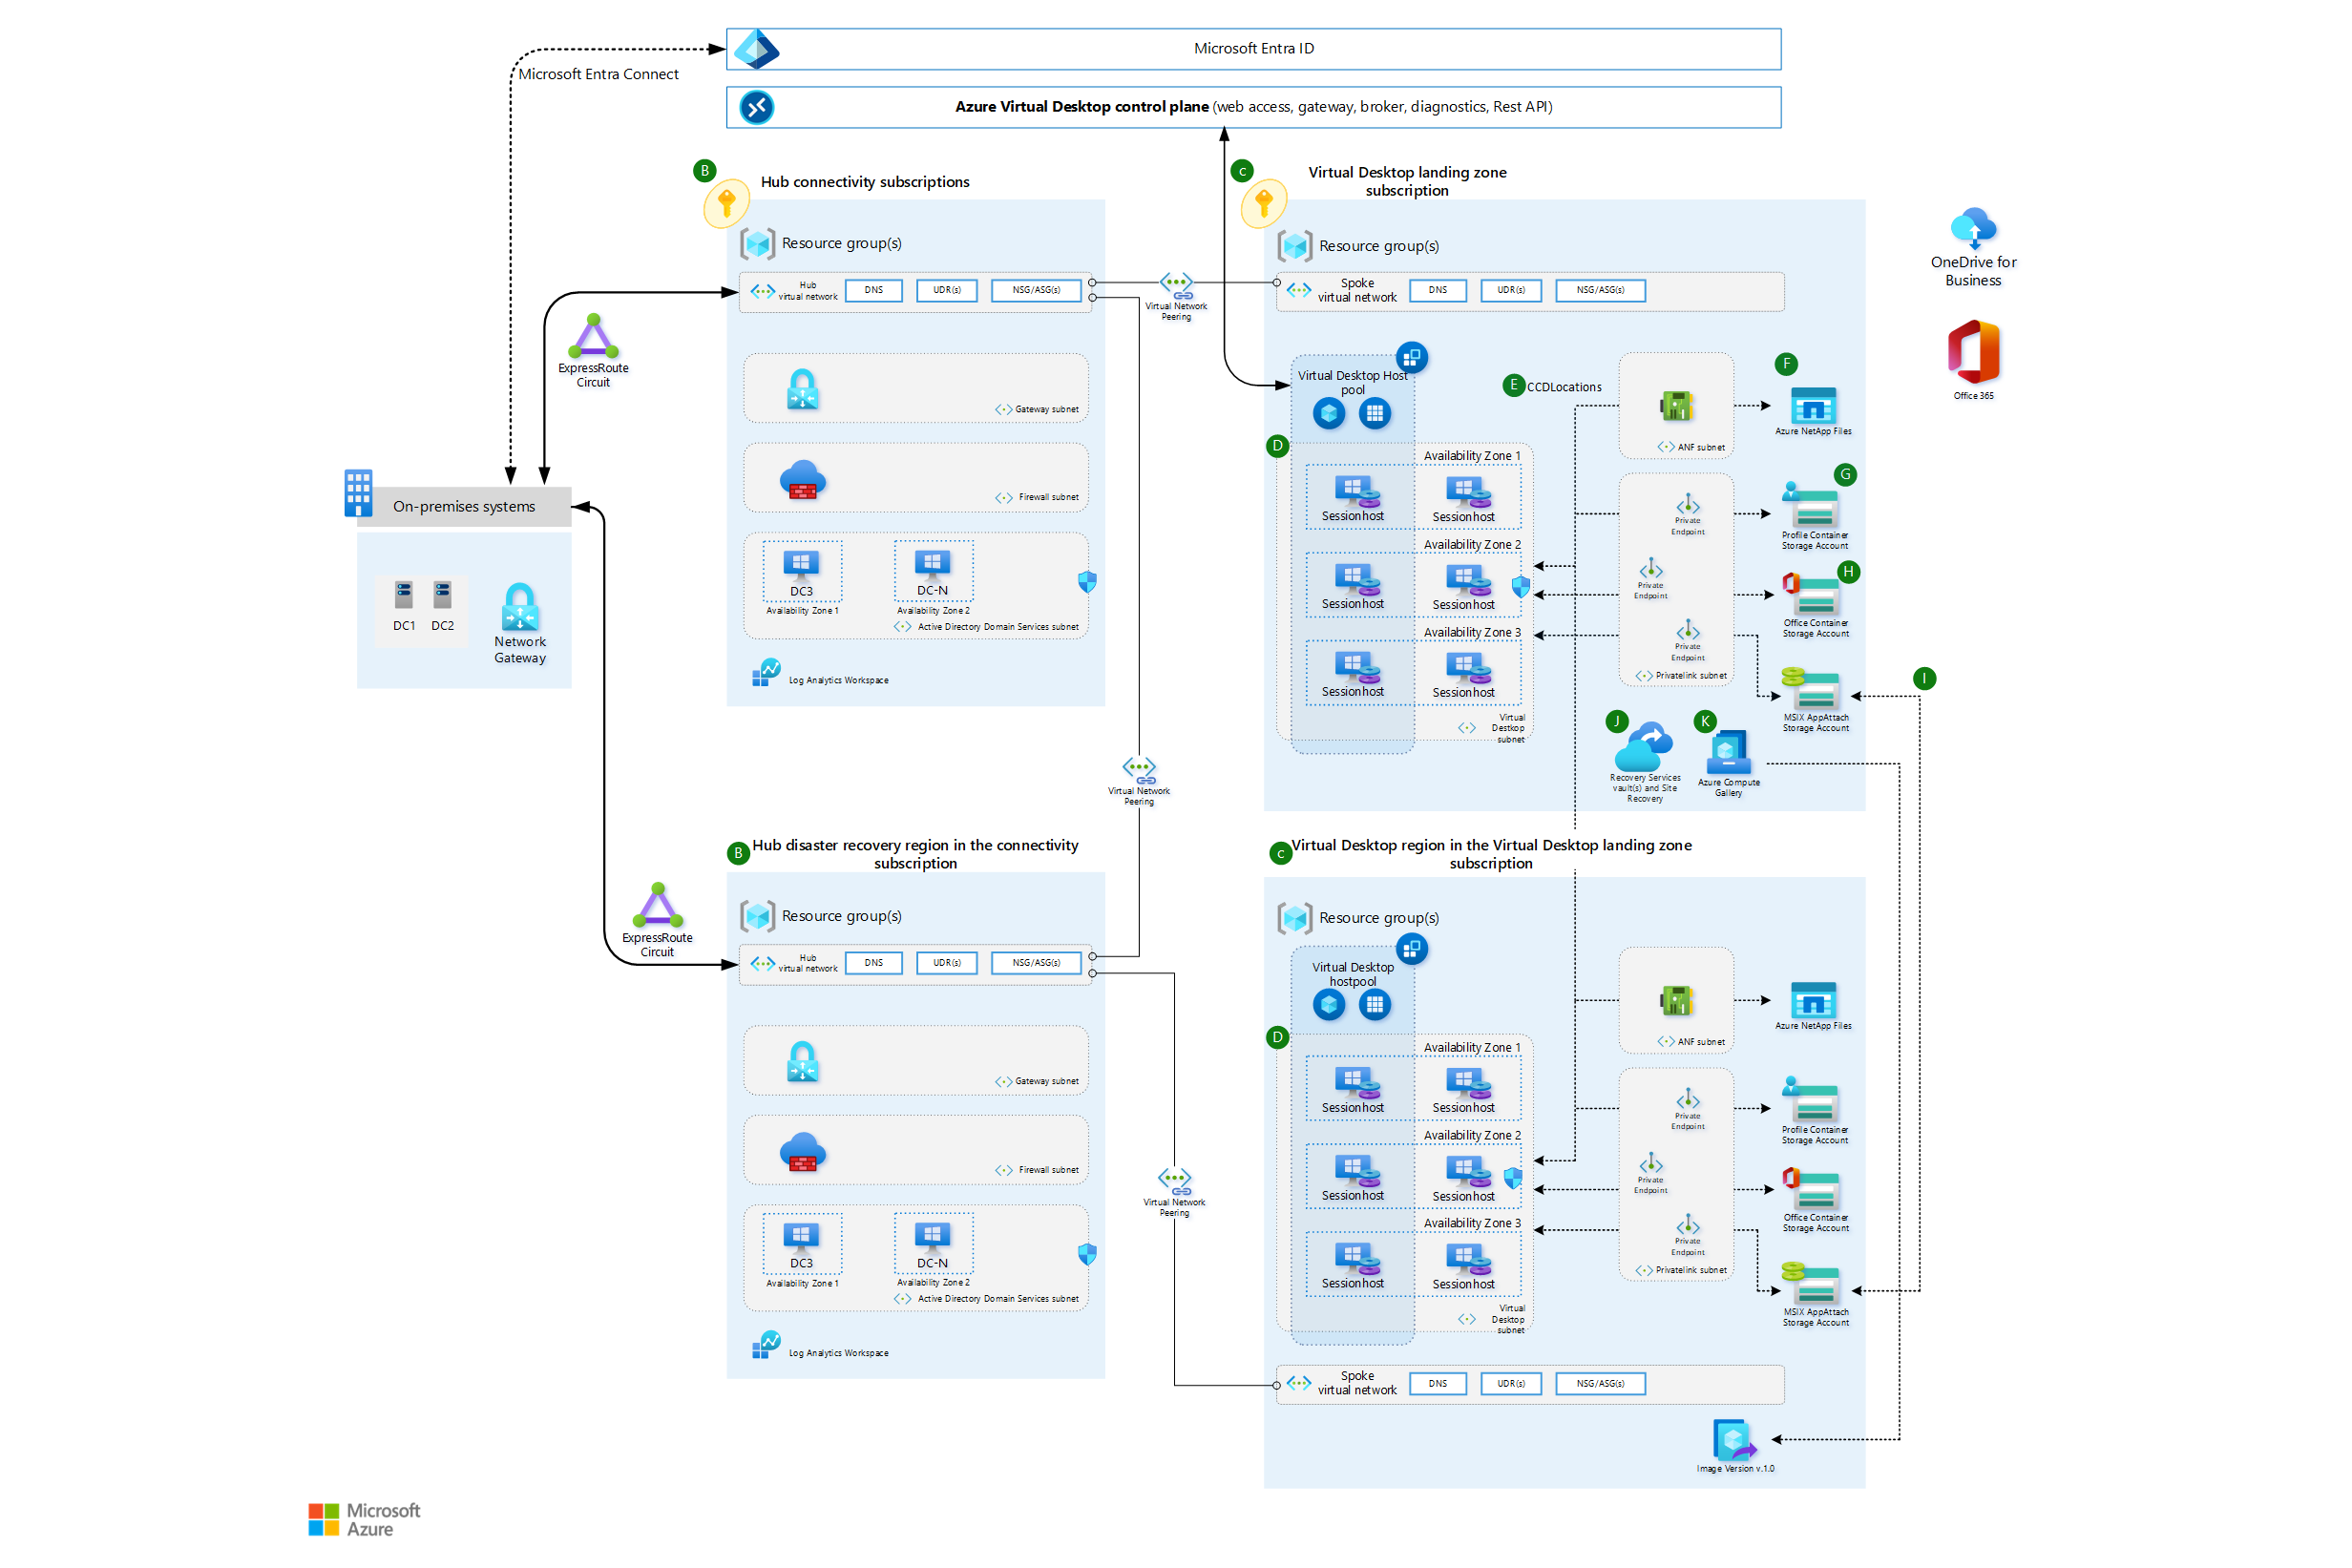 Microsoft Entra ID
Microsoft Entra Connect
Azure Virtual Desktop control plane (web access, gateway, broker, diagnostics, Rest API)
B
Hub connectivity subscriptions
Resource group(s)
Hub
virtual network
DNS
UDR(s)
NSG/ASG(s)
Gateway subnet
Firewall subnet
DC3
DC-N
Availability Zone 1
Availability Zone 2
Active Directory Domain Services subnet
Log Analytics Workspace
Virtual Network
Peering
ExpressRoute
Circuit
On-premises systems
DC1
DC2
Network
Gateway
c
Virtual Desktop landing zone
subscription
Resource group(s)
Spoke
virtual network
DNS
UDR(s)
NSG/ASG(s)
Virtual Desktop Host
pool
D
Availability Zone 1
Sessionhost
Sessionhost
Availability Zone 2
Sessionhost
Sessionhost
Availability Zone 3
Sessionhost
Sessionhost
Virtual
Destkop
subnet
E
CCDLocations
ANF subnet
F
Azure NetApp Files
Private
Endpoint
Private
Endpoint
Private
Endpoint
Privatelink subnet
G
Profile Container
Storage Account
H
Office Container
Storage Account
I
MSIX AppAttach
Storage Account
J
Recovery Services
vault(s) and Site
Recovery
K
Azure Compute
Gallery
OneDrive for
Business
Office 365
Virtual Network
Peering
ExpressRoute
Circuit
B
Hub disaster recovery region in the connectivity
subscription
Resource group(s)
Hub
virtual network
DNS
UDR(s)
NSG/ASG(s)
Gateway subnet
Firewall subnet
DC3
DC-N
Availability Zone 1
Availability Zone 2
Active Directory Domain Services subnet
Log Analytics Workspace
Virtual Network
Peering
c
Virtual Desktop region in the Virtual Desktop landing zone
subscription
Resource group(s)
Virtual Desktop
hostpool
D
Availability Zone 1
Sessionhost
Sessionhost
Availability Zone 2
Sessionhost
Sessionhost
Availability Zone 3
Sessionhost
Sessionhost
Virtual
Desktop
subnet
ANF subnet
Azure NetApp Files
Private
Endpoint
Private
Endpoint
Private
Endpoint
Privatelink subnet
Profile Container
Storage Account
Office Container
Storage Account
MSIX AppAttach
Storage Account
Spoke
virtual network
DNS
UDR(s)
NSG/ASG(s)
Image Version v.1.0
Microsoft
Azure